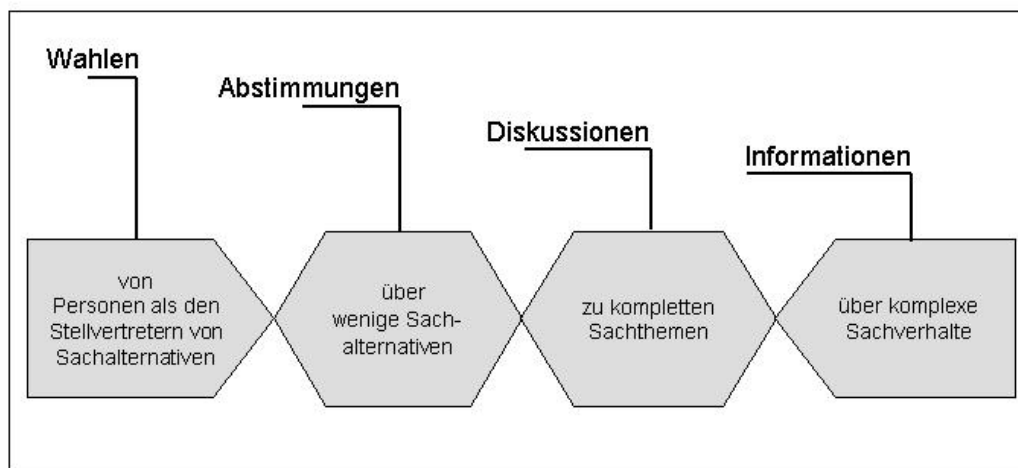 Wahlen
von
Personen als den
Stellvertretern von
Sachalternativen
Abstimmungen
über
wenige Sach-
alternativen
Diskussionen
zu kompletten
Sachthemen
Informationen
über komplexe
Sachverhalte